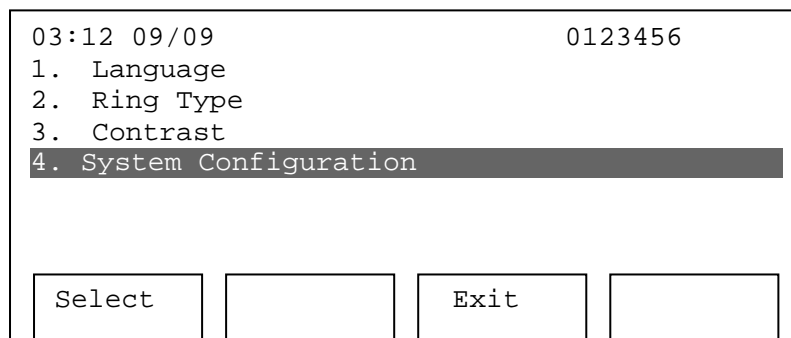 03:12 09/09 0123456
1. Language
2. Ring Type
3. Contrast
4. System Configuration
Select Exit